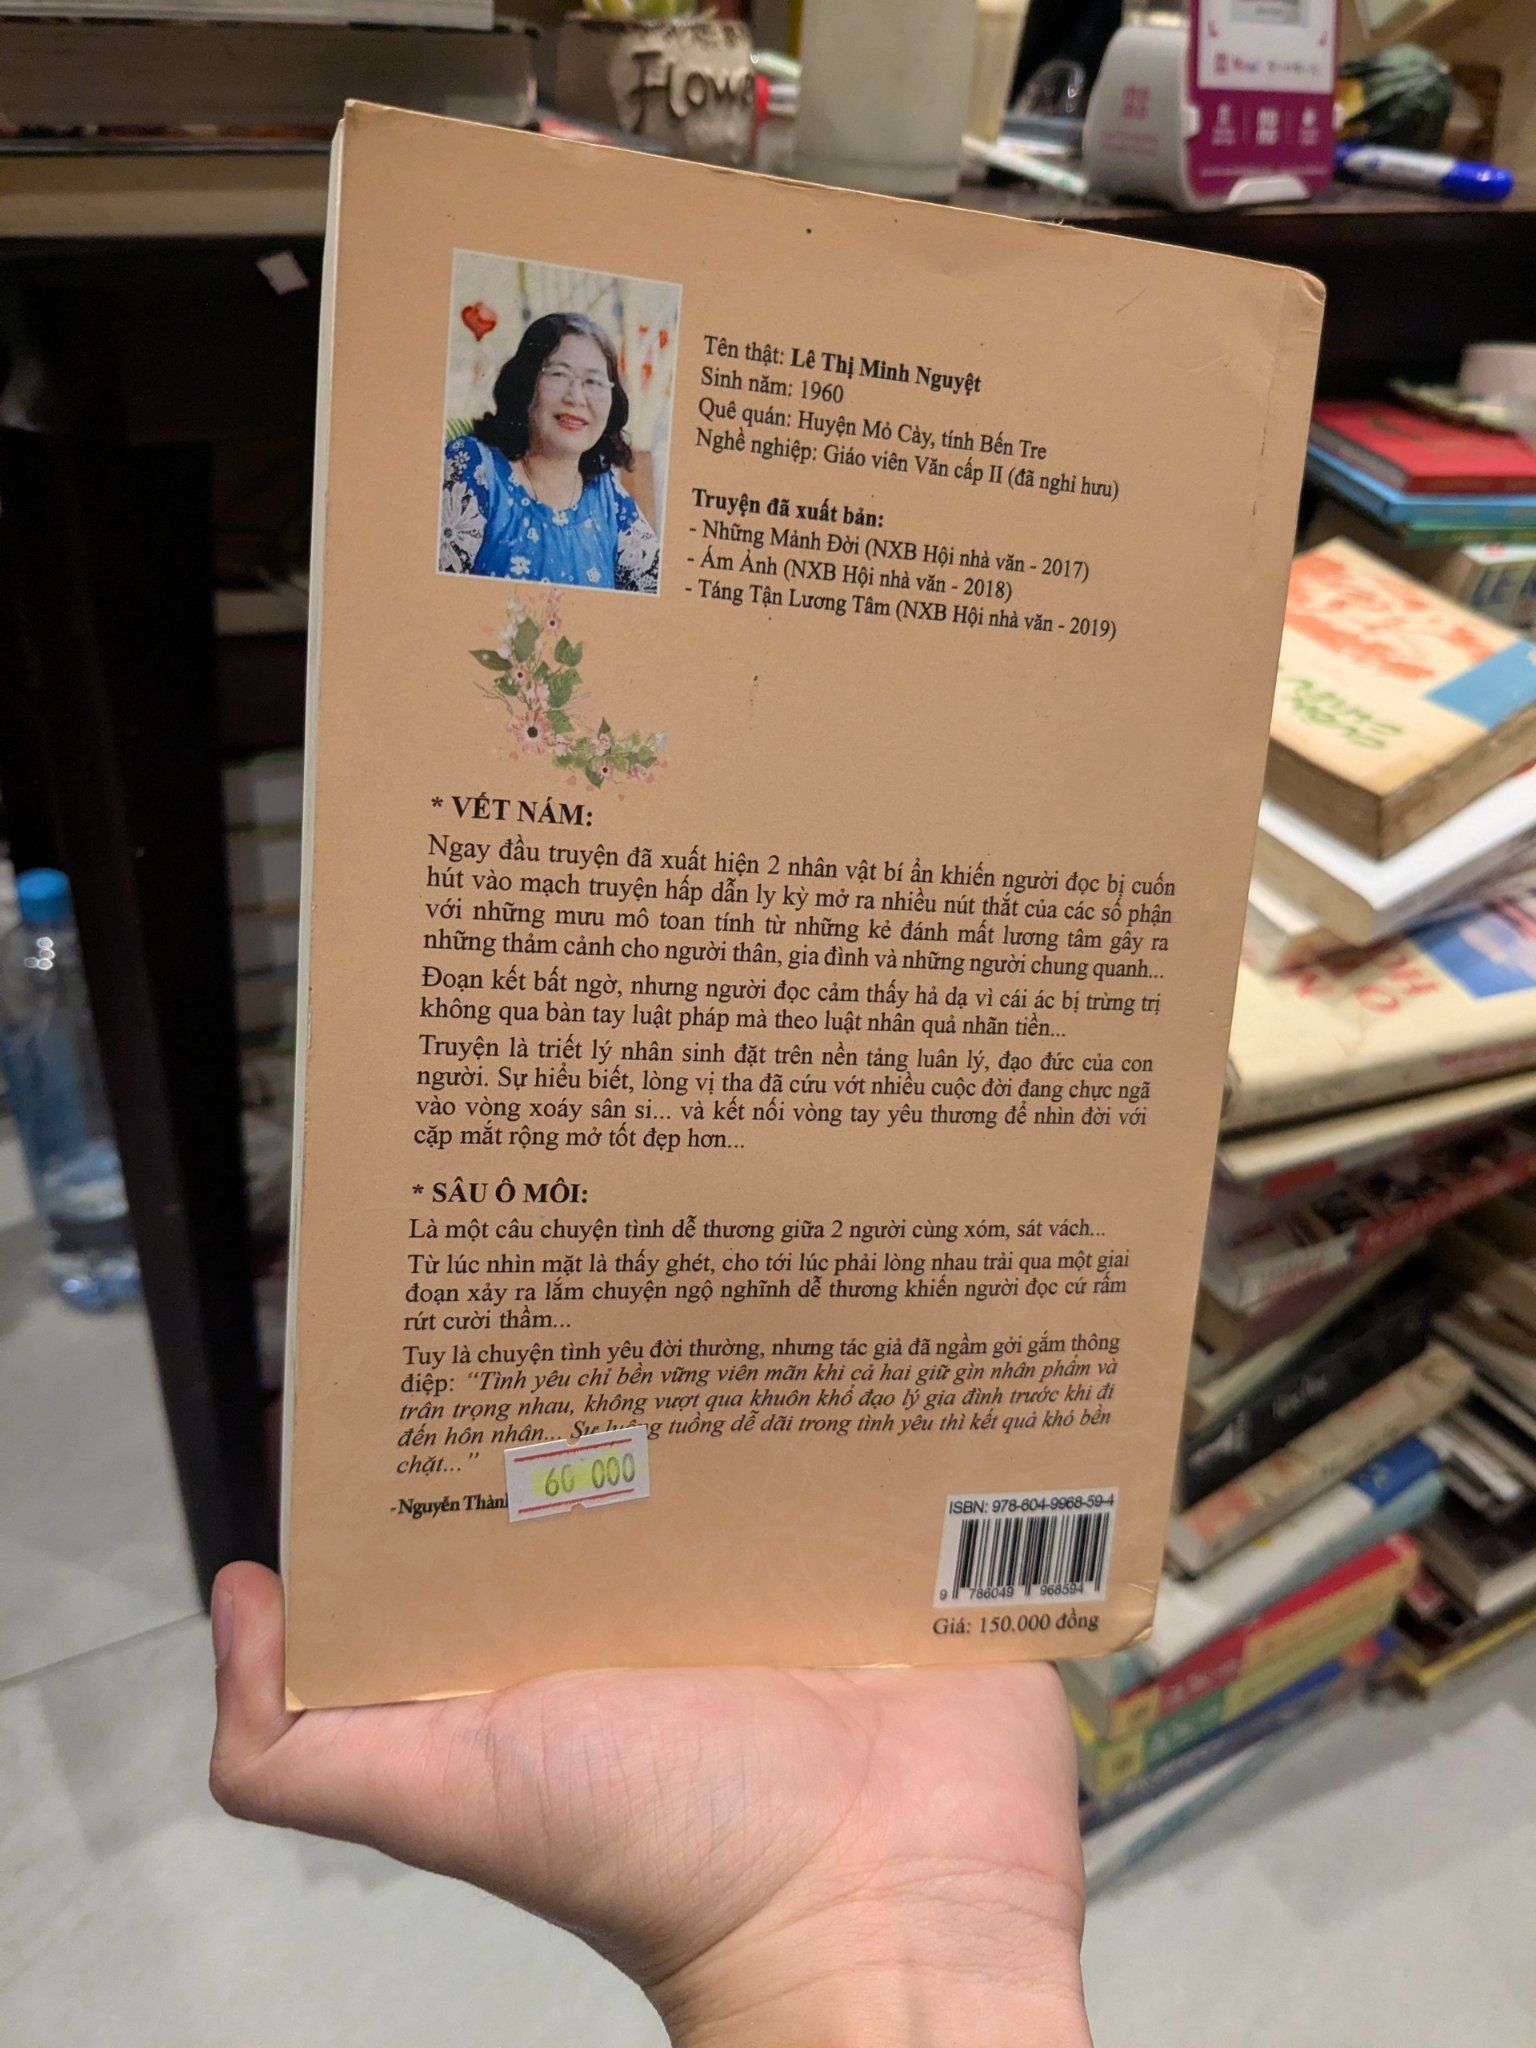 Flowe
Tên thật: Lê Thị Minh Nguyệt
Sinh năm: 1960
Quê quán: Huyện Mỏ Cày, tính Bến Tre
Nghề nghiệp: Giáo viên Văn cấp II (đã nghỉ hưu)
Truyện đã xuất bản:
- Những Mảnh Đời (NXB Hội nhà văn - 2017)
- Ám Ảnh (NXB Hội nhà văn - 2018)
- Táng Tận Lương Tâm (NXB Hội nhà văn - 2019)
* VẾT NÁM:
Ngay đầu truyện đã xuất hiện 2 nhân vật bí ẩn khiến người đọc bị cuốn
hút vào mạch truyện hấp dẫn ly kỳ mở ra nhiều nút thắt của các số phận
với những mưu mô toan tính từ những kẻ đánh mất lương tâm gây ra
những thảm cảnh cho người thân, gia đình và những người chung quanh...
Đoạn kết bất ngờ, nhưng người đọc cảm thấy hả dạ vì cái ác bị trừng trị
không qua bàn tay luật pháp mà theo luật nhân quả nhãn tiền...
Truyện là triết lý nhân sinh đặt trên nền tảng luân lý, đạo đức của con
người. Sự hiểu biết, lòng vị tha đã cứu vớt nhiều cuộc đời đang chực ngã
vào vòng xoáy sân si... và kết nối vòng tay yêu thương để nhìn đời với
cặp mắt rộng mở tốt đẹp hơn...
* SÂU Ô MÔI:
Là một câu chuyện tình dễ thương giữa 2 người cùng xóm, sát vách...
Từ lúc nhìn mặt là thấy ghét, cho tới lúc phải lòng nhau trải qua một giai
đoạn xảy ra lắm chuyện ngộ nghĩnh dễ thương khiến người đọc cứ rấm
rứt cười thầm...
Tuy là chuyện tình yêu đời thường, nhưng tác giả đã ngầm gởi gắm thông
điệp: “Tình yêu chỉ bền vững viên mãn khi cả hai giữ gìn nhân phẩm và
trân trọng nhau, không vượt qua khuôn khổ đạo lý gia đình trước khi đi
đến hôn nhân... Sự luông tuồng dễ dãi trong tình yêu thì kết quả khó bền
chặt...”
60 000
-Nguyễn Thành
ISBN: 978-604-9968-59-4
9 786049 968594
Giá: 150.000 đồng